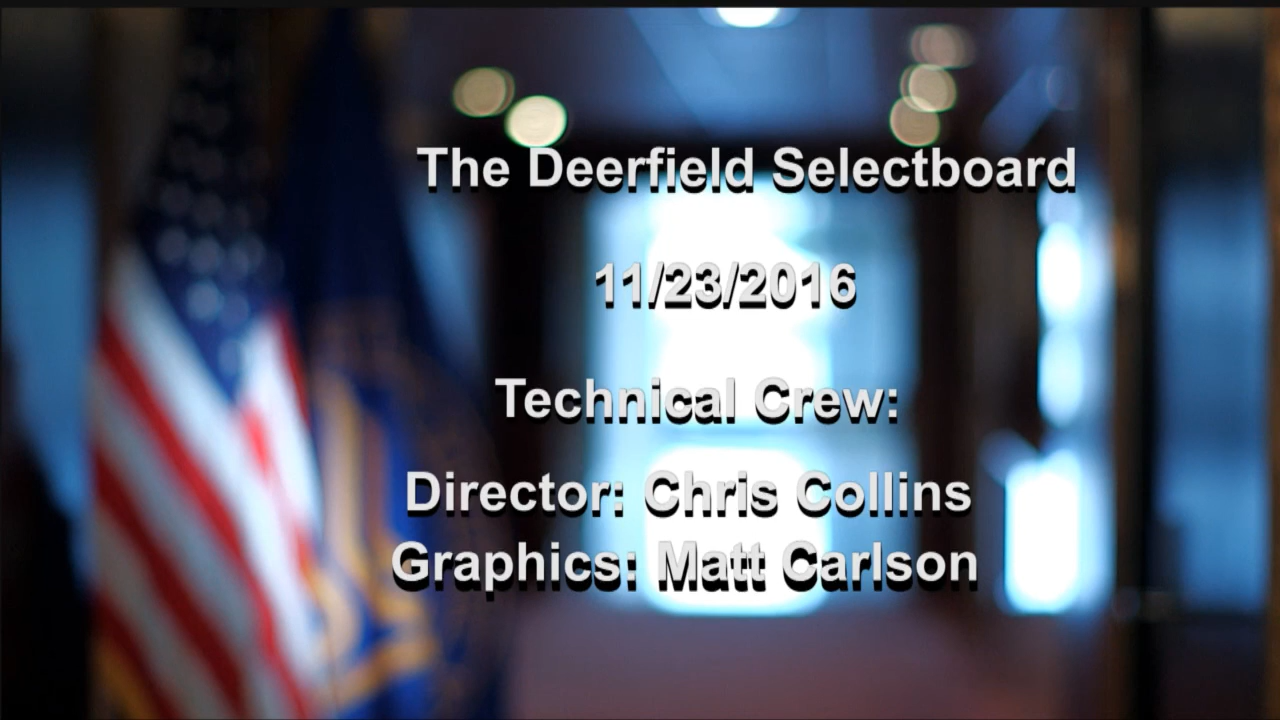 The Deerfield Selectboard
11/23/2016
Technical Crew:
Director: Chris Collins
Graphics: Matt Carlson